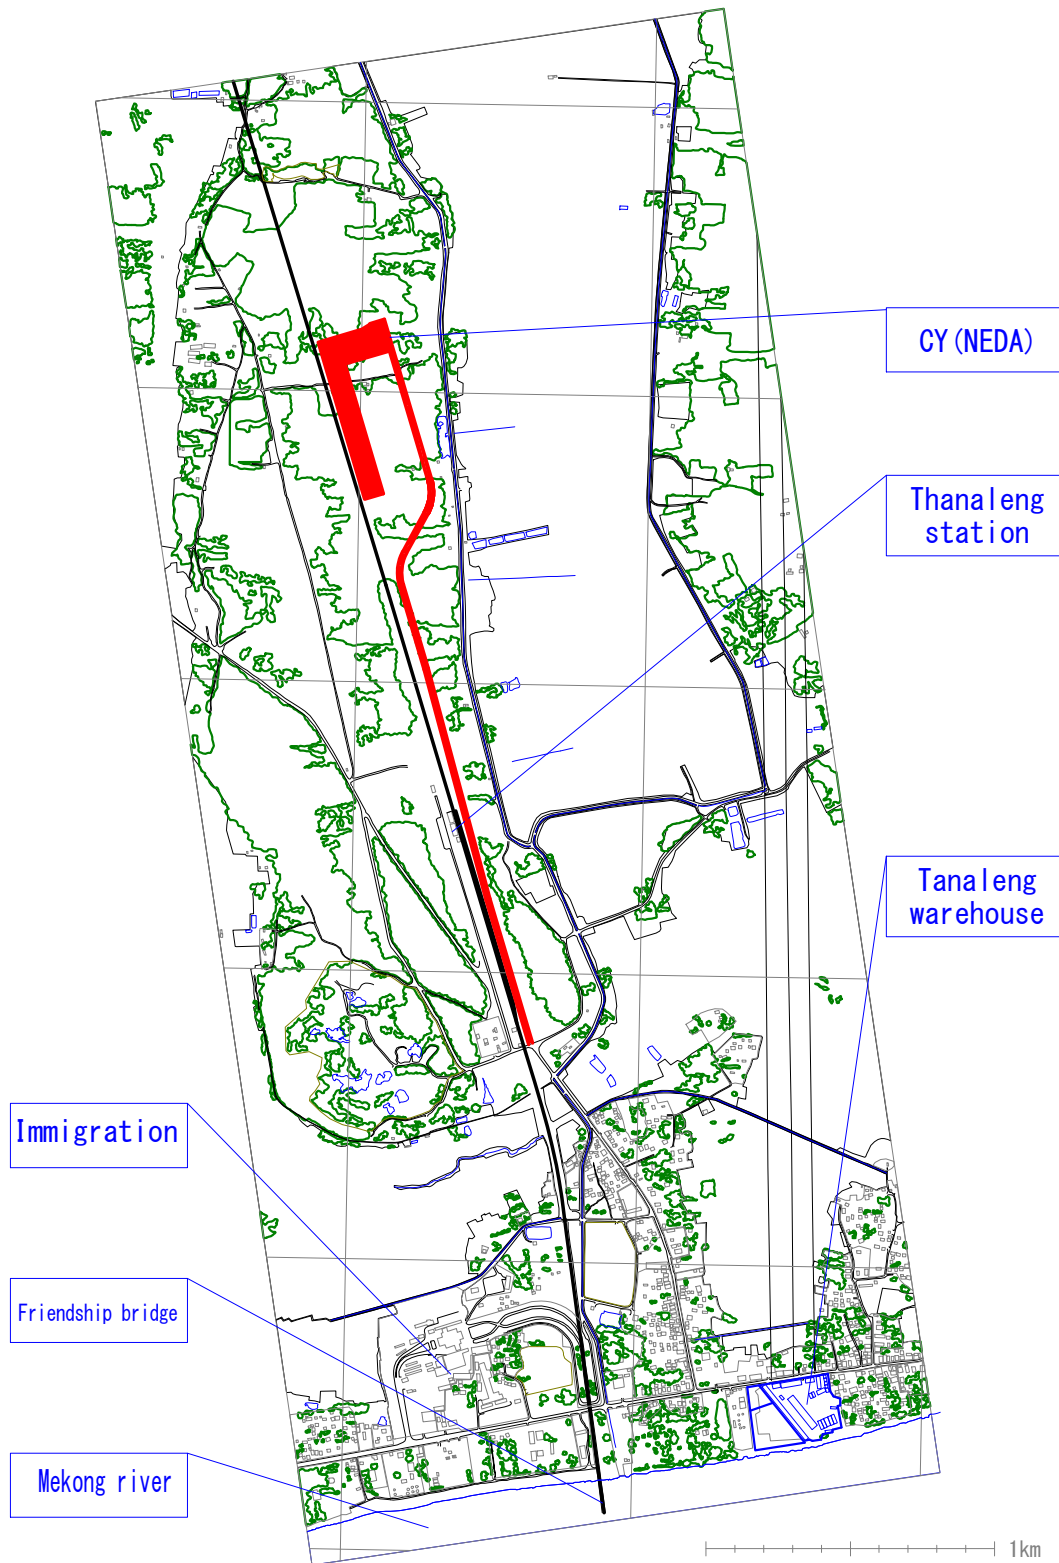 CY(NEDA)
Thanaleng
station
Tanaleng
warehouse
Immigration
Friendship bridge
Mekong river
1km